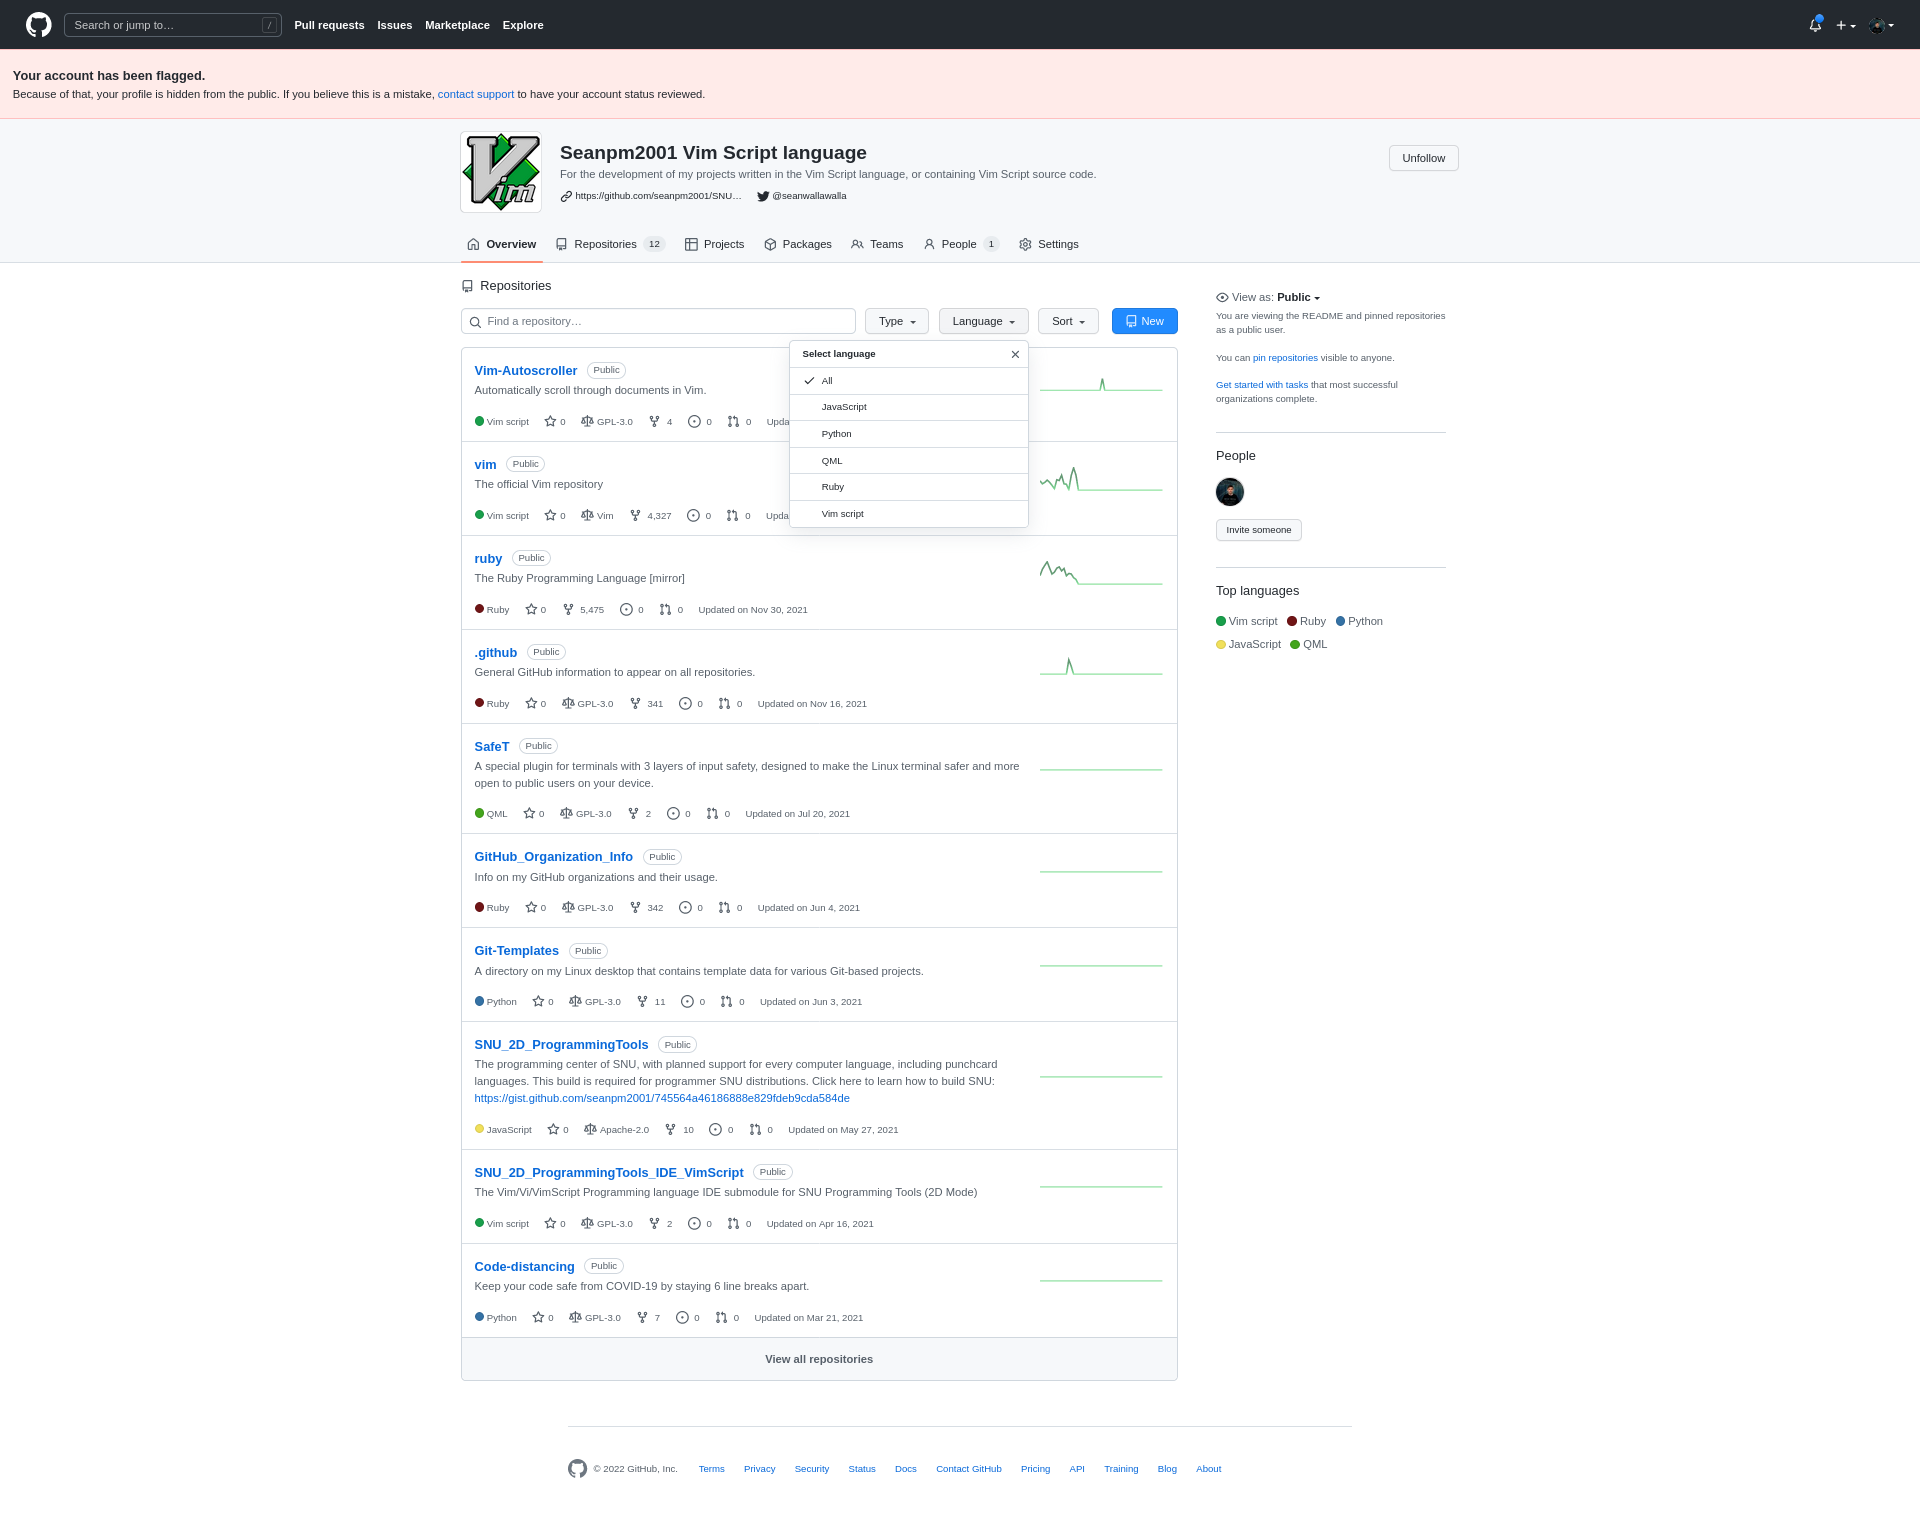 Search or jump to… /
Pull requests Issues Marketplace Explore
Your account has been flagged.
Because of that, your profile is hidden from the public. If you believe this is a mistake, contact support to have your account status reviewed.
Vim
Seanpm2001 Vim Script language
Unfollow
For the development of my projects written in the Vim Script language, or containing Vim Script source code.
https://github.com/seanpm2001/SNU… @seanwallawalla
Overview Repositories 12 Projects Packages Teams People 1 Settings
Repositories
Find a repository… Type Language Sort New
Select language
All
JavaScript
Python
QML
Ruby
Vim script
Vim-Autoscroller Public
Automatically scroll through documents in Vim.
Vim script 0 GPL-3.0 4 0 0 Upda
vim Public
The official Vim repository
Vim script 0 Vim 4,327 0 0 Upda
ruby Public
The Ruby Programming Language [mirror]
Ruby 0 5,475 0 0 Updated on Nov 30, 2021
.github Public
General GitHub information to appear on all repositories.
Ruby 0 GPL-3.0 341 0 0 Updated on Nov 16, 2021
SafeT Public
A special plugin for terminals with 3 layers of input safety, designed to make the Linux terminal safer and more
open to public users on your device.
QML 0 GPL-3.0 2 0 0 Updated on Jul 20, 2021
GitHub_Organization_Info Public
Info on my GitHub organizations and their usage.
Ruby 0 GPL-3.0 342 0 0 Updated on Jun 4, 2021
Git-Templates Public
A directory on my Linux desktop that contains template data for various Git-based projects.
Python 0 GPL-3.0 11 0 0 Updated on Jun 3, 2021
SNU_2D_ProgrammingTools Public
The programming center of SNU, with planned support for every computer language, including punchcard
languages. This build is required for programmer SNU distributions. Click here to learn how to build SNU:
https://gist.github.com/seanpm2001/745564a46186888e829fdeb9cda584de
JavaScript 0 Apache-2.0 10 0 0 Updated on May 27, 2021
SNU_2D_ProgrammingTools_IDE_VimScript Public
The Vim/Vi/VimScript Programming language IDE submodule for SNU Programming Tools (2D Mode)
Vim script 0 GPL-3.0 2 0 0 Updated on Apr 16, 2021
Code-distancing Public
Keep your code safe from COVID-19 by staying 6 line breaks apart.
Python 0 GPL-3.0 7 0 0 Updated on Mar 21, 2021
View all repositories
View as: Public
You are viewing the README and pinned repositories
as a public user.
You can pin repositories visible to anyone.
Get started with tasks that most successful
organizations complete.
People
Invite someone
Top languages
Vim script Ruby Python
JavaScript QML
© 2022 GitHub, Inc. Terms Privacy Security Status Docs Contact GitHub Pricing API Training Blog About